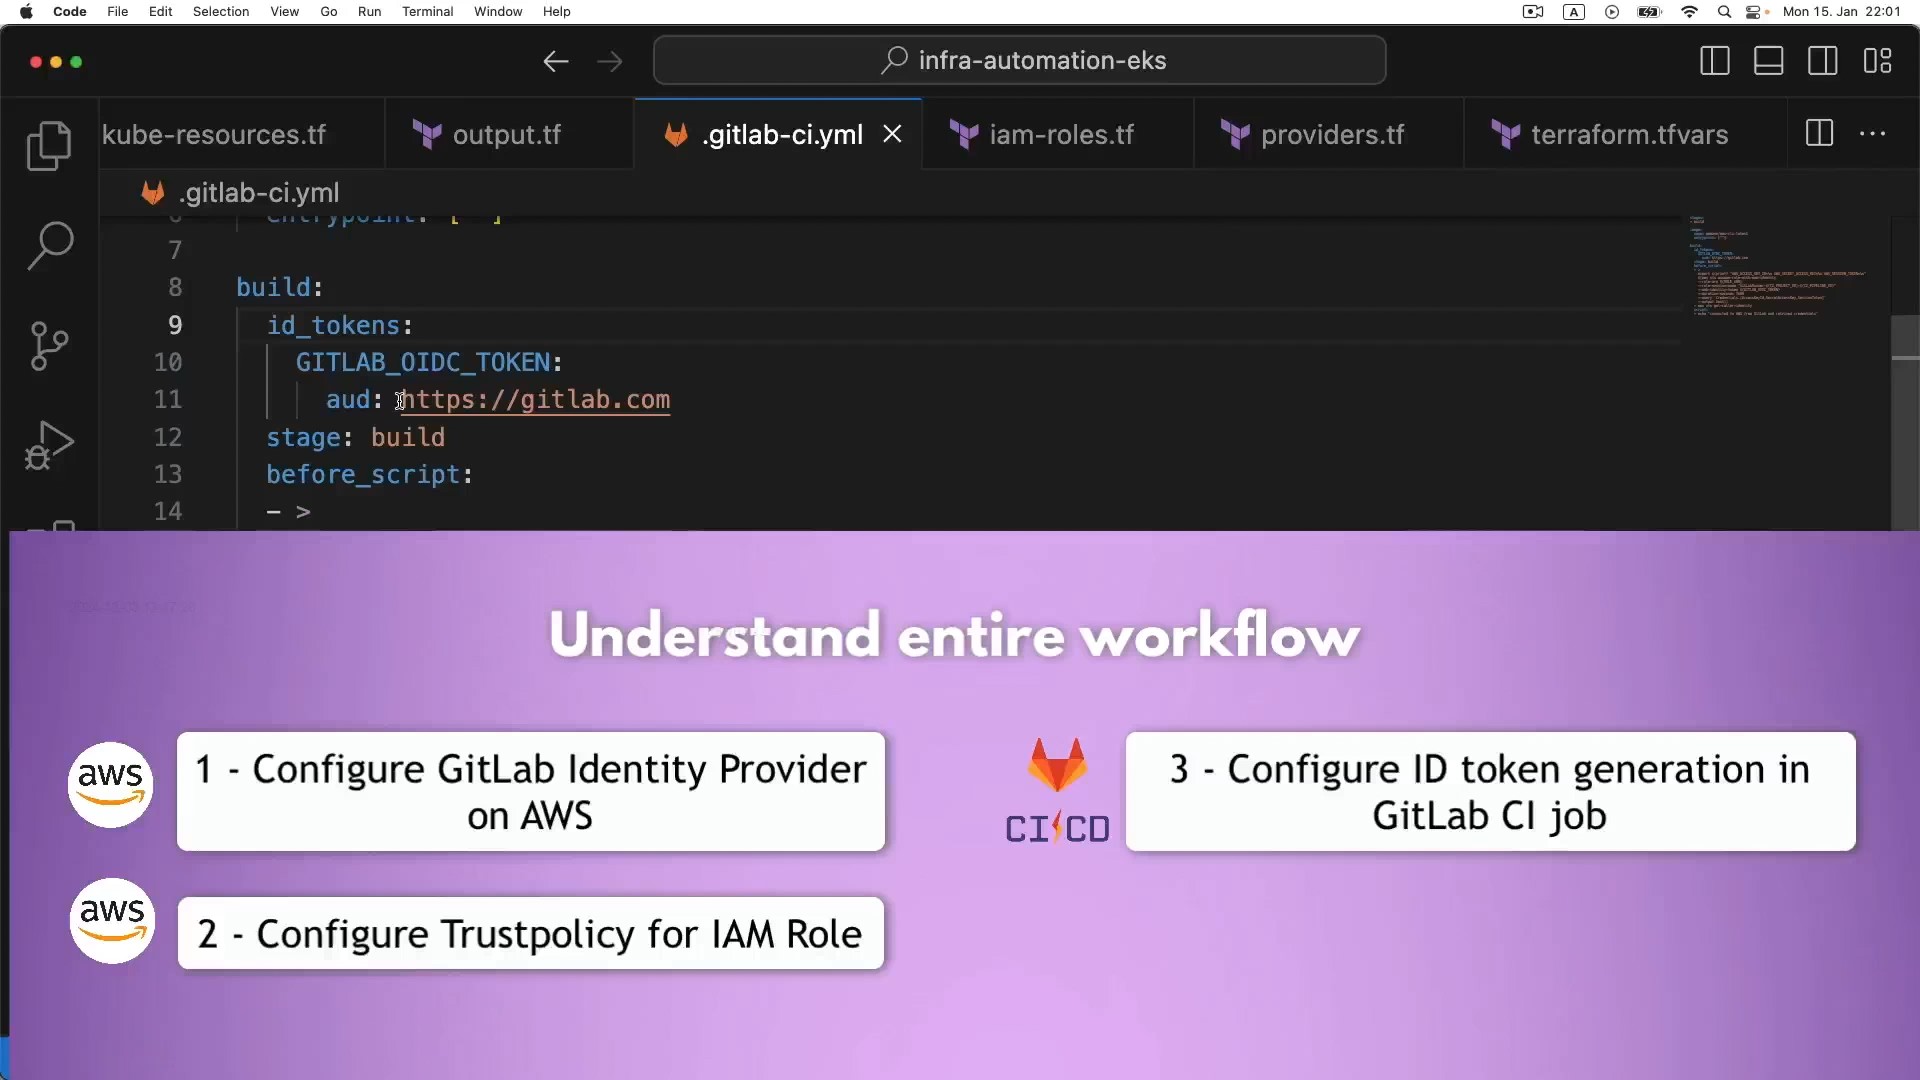 Code File Edit Selection View Go Run Terminal Window Help A Mon 15. Jan 22:01
infra-automation-eks
kube-resources.tf output.tf .gitlab-ci.yml iam-roles.tf providers.tf terraform.tfvars
.gitlab-ci.yml
6 entrypoint: [""]
7
8 build:
9 id_tokens:
10 GITLAB_OIDC_TOKEN:
11 aud: https://gitlab.com
12 stage: build
13 before_script:
14 - >
Understand entire workflow
aws
1 - Configure GitLab Identity Provider
on AWS
aws
2 - Configure Trustpolicy for IAM Role
CI CD
3 - Configure ID token generation in
GitLab CI job